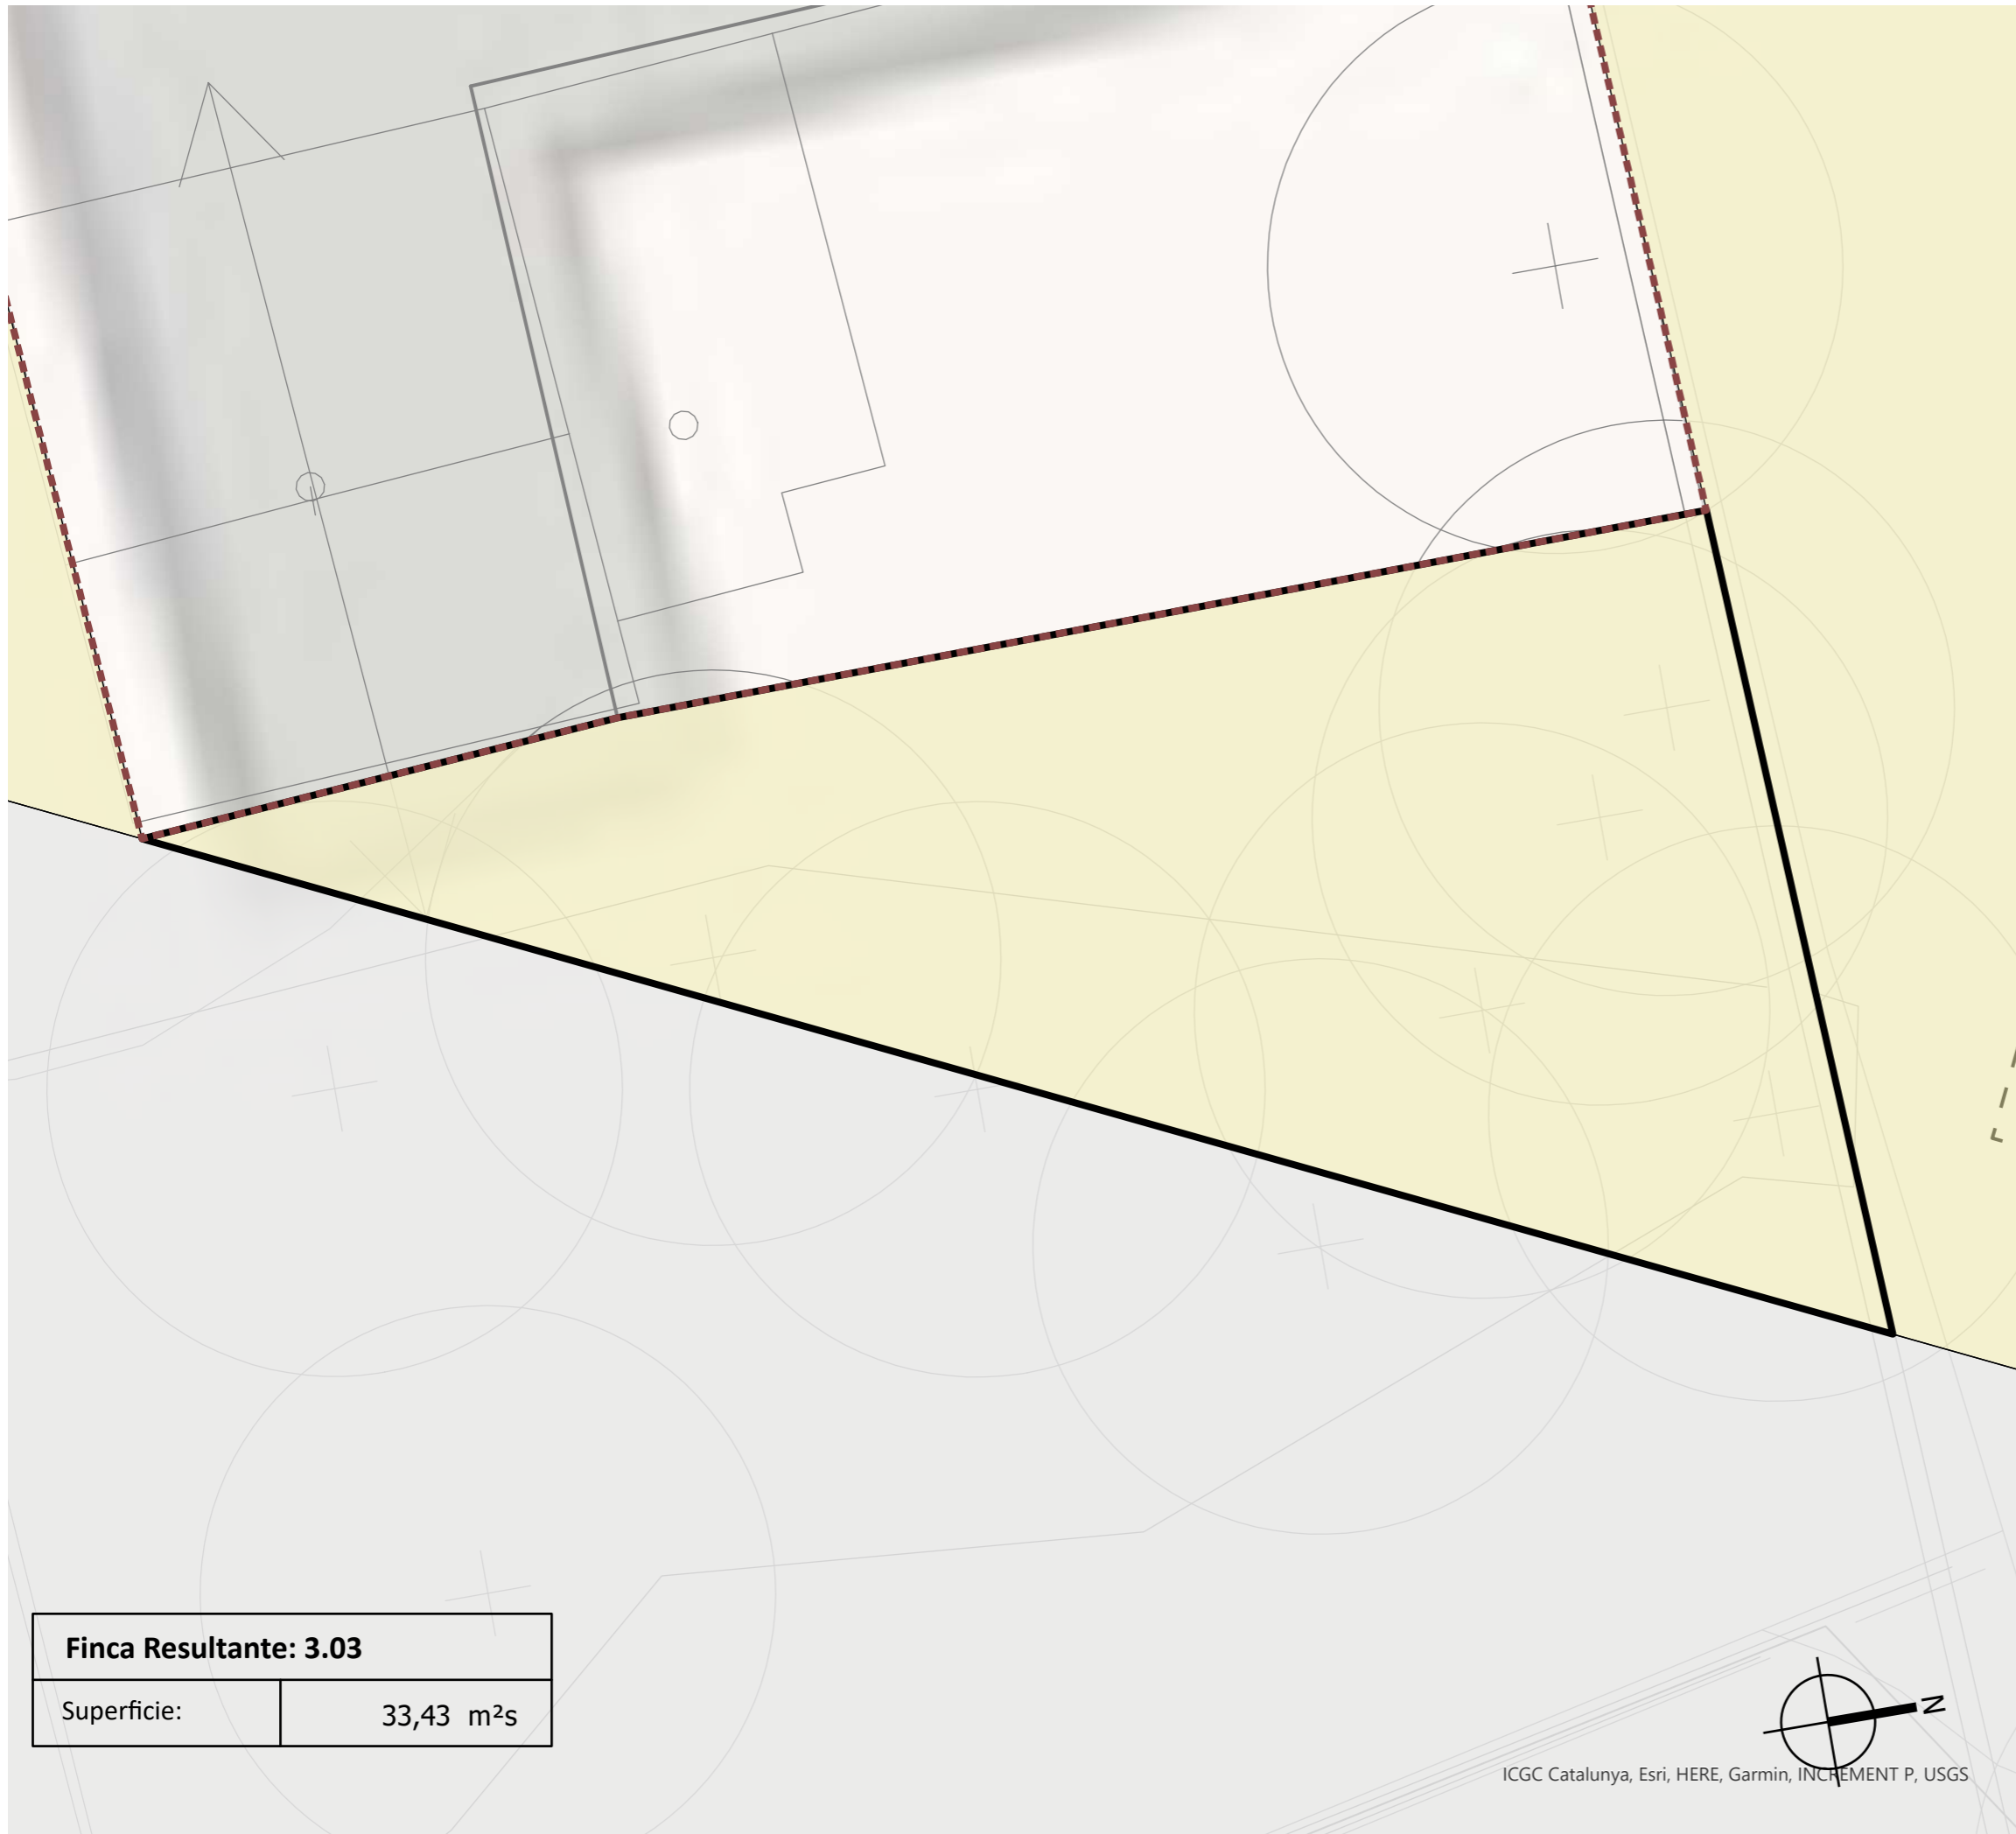 Finca Resultante: 3.03
Superficie: 33,43 m²s
N
ICGC Catalunya, Esri, HERE, Garmin, INCREMENT P, USGS